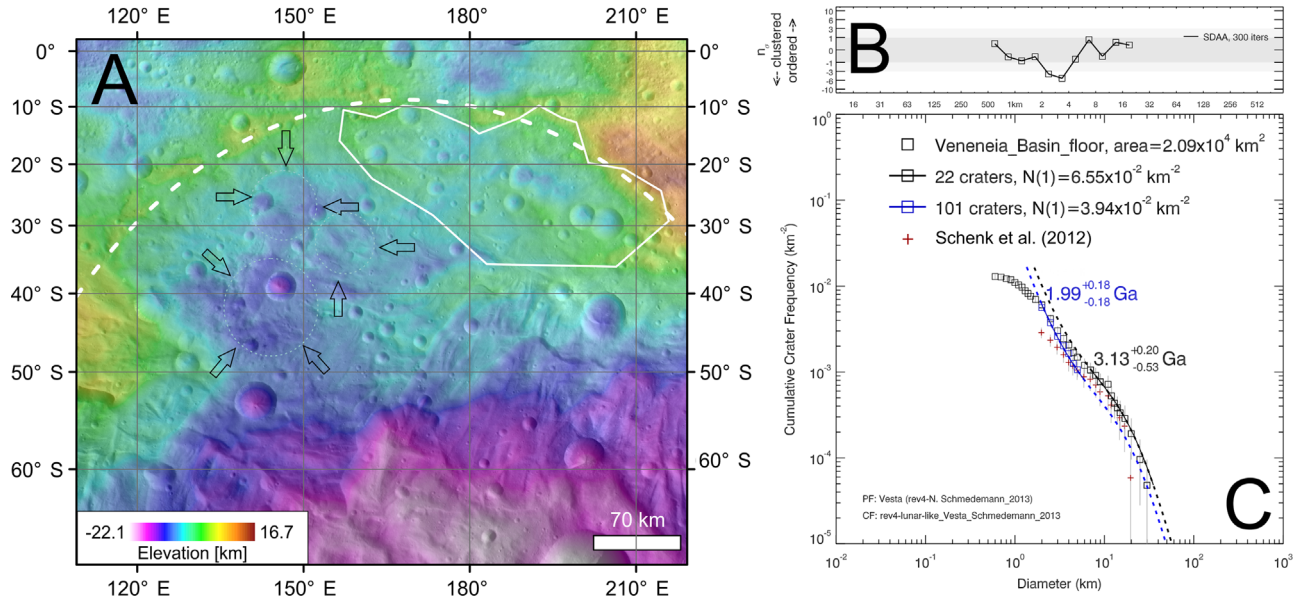 120° E 150° E 180° 210° E
A
0° 0°
10° S 10° S
20° S 20° S
30° S 30° S
40° S 40° S
50° S 50° S
60° S 60° S
-22.1 16.7
Elevation [km]
70 km
120° E 150° E 180° 210° E
B
nσ
<- clustered
ordered ->
10
6
3
1
0
-1
-3
-6
-10
SDAA, 300 iters
16 31 63 125 250 500 1km 2 4 8 16 32 64 128 256 512
Veneneia_Basin_floor, area=2.09x10⁴ km²
22 craters, N(1)=6.55x10⁻² km⁻²
101 craters, N(1)=3.94x10⁻² km⁻²
Schenk et al. (2012)
1.99 +0.18 -0.18 Ga
3.13 +0.20 -0.53 Ga
Cumulative Crater Frequency (km⁻²)
10⁰
10⁻¹
10⁻²
10⁻³
10⁻⁴
10⁻⁵
PF: Vesta (rev4-N. Schmedemann_2013)
CF: rev4-lunar-like_Vesta_Schmedemann_2013
C
10⁻² 10⁻¹ 10⁰ 10¹ 10² 10³
Diameter (km)